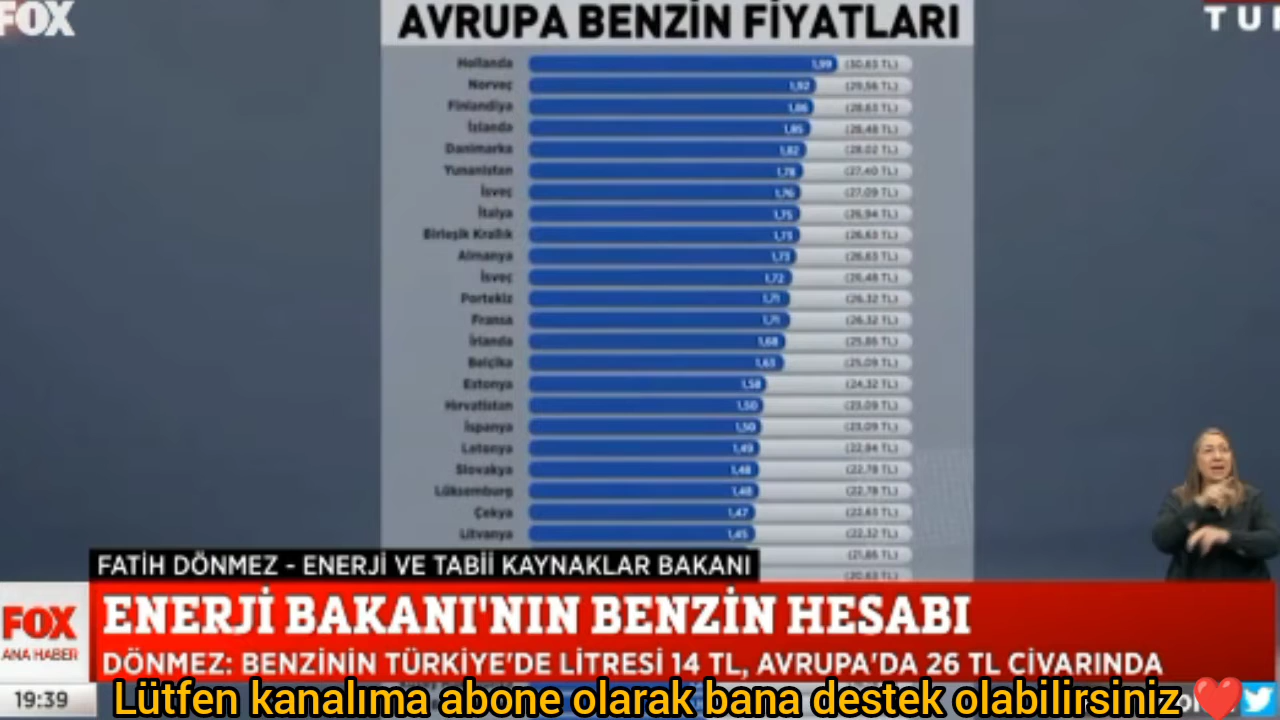 FOX
TUR
AVRUPA BENZİN FİYATLARI
Hollanda 1,99 (30,63 TL)
Norveç 1,92 (29,56 TL)
Finlandiya 1,86 (28,63 TL)
İzlanda 1,85 (28,48 TL)
Danimarka 1,82 (28,02 TL)
Yunanistan 1,78 (27,40 TL)
İsveç 1,76 (27,09 TL)
İtalya 1,75 (26,94 TL)
Birleşik Krallık 1,73 (26,63 TL)
Almanya 1,73 (26,63 TL)
İsveç 1,72 (26,48 TL)
Portekiz 1,71 (26,32 TL)
Fransa 1,71 (26,32 TL)
İrlanda 1,68 (25,86 TL)
Belçika 1,63 (25,09 TL)
Estonya 1,58 (24,32 TL)
Hırvatistan 1,50 (23,09 TL)
İspanya 1,50 (23,09 TL)
Letonya 1,49 (22,94 TL)
Slovakya 1,48 (22,78 TL)
Lüksemburg 1,48 (22,78 TL)
Çekya 1,47 (22,63 TL)
Litvanya 1,45 (22,32 TL)
(21,86 TL)
(20,63 TL)
FATİH DÖNMEZ - ENERJİ VE TABİİ KAYNAKLAR BAKANI
FOX
ANA HABER
ENERJİ BAKANI'NIN BENZİN HESABI
DÖNMEZ: BENZİNİN TÜRKİYE'DE LİTRESİ 14 TL, AVRUPA'DA 26 TL CİVARINDA
19:39
Lütfen kanalıma abone olarak bana destek olabilirsiniz ❤️